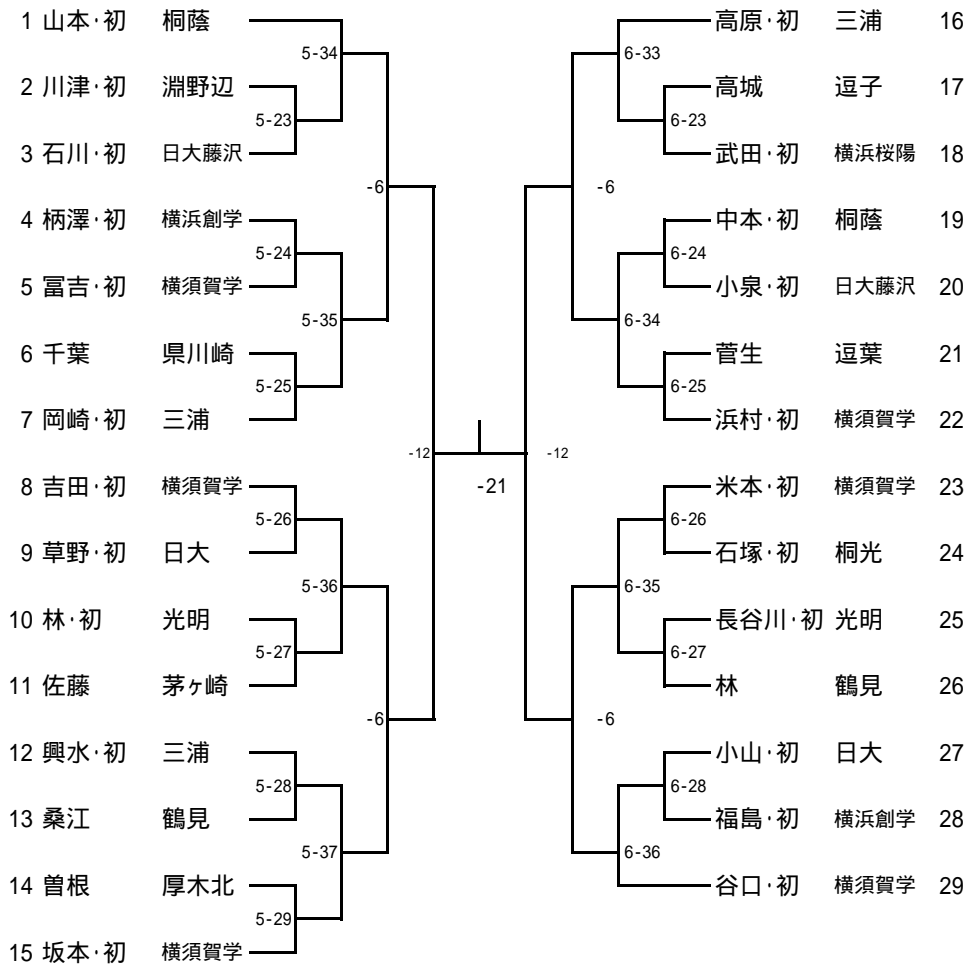 1 山本・初 桐蔭
5-34
2 川津・初 淵野辺
5-23
3 石川・初 日大藤沢
-6
4 柄澤・初 横浜創学
5-24
5 冨吉・初 横須賀学
5-35
6 千葉 県川崎
5-25
7 岡崎・初 三浦
-12
8 吉田・初 横須賀学
5-26
9 草野・初 日大
5-36
10 林・初 光明
5-27
11 佐藤 茅ヶ崎
-6
12 興水・初 三浦
5-28
13 桑江 鶴見
5-37
14 曽根 厚木北
5-29
15 坂本・初 横須賀学
-21
高原・初 三浦 16
6-33
高城 逗子 17
6-23
武田・初 横浜桜陽 18
-6
中本・初 桐蔭 19
6-24
小泉・初 日大藤沢 20
6-34
菅生 逗葉 21
6-25
浜村・初 横須賀学 22
-12
米本・初 横須賀学 23
6-26
石塚・初 桐光 24
6-35
長谷川・初 光明 25
6-27
林 鶴見 26
-6
小山・初 日大 27
6-28
福島・初 横浜創学 28
6-36
谷口・初 横須賀学 29